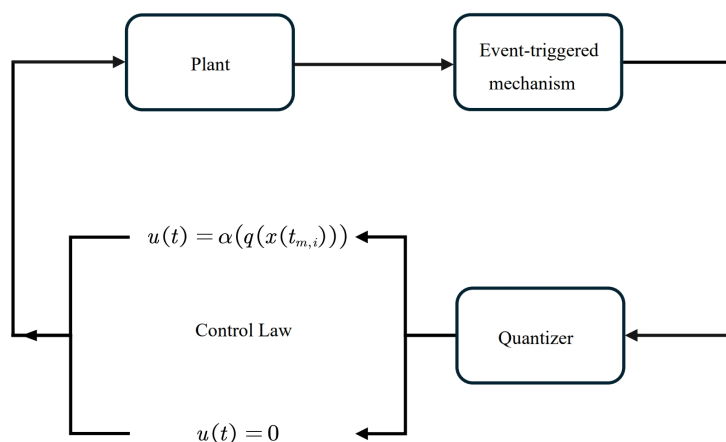 Plant
Event-triggered
mechanism
u(t) = α(q(x(t_{m,i})))
Control Law
Quantizer
u(t) = 0